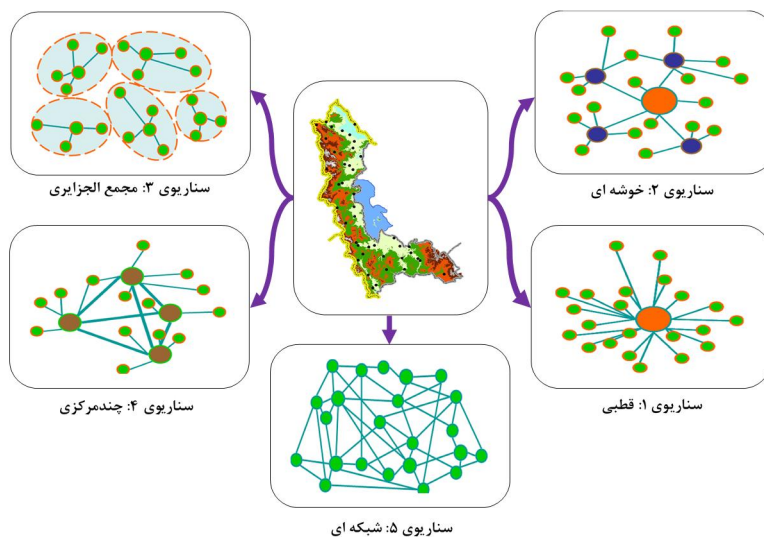 سناریوی ۳: مجمع الجزایری
سناریوی ۲: خوشه ای
سناریوی ۴: چندمرکزی
سناریوی ۱: قطبی
سناریوی ۵: شبکه ای